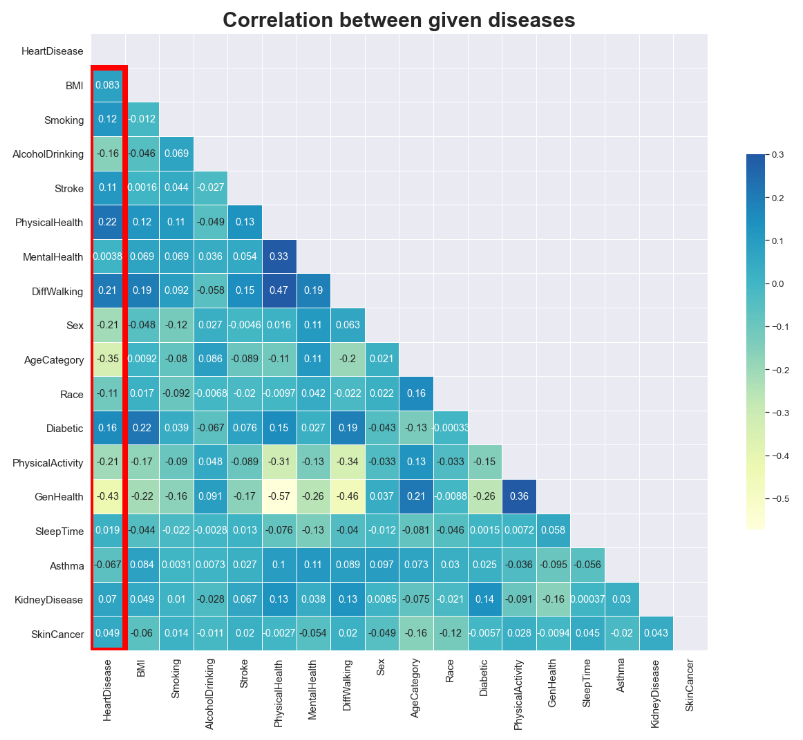 Correlation between given diseases
HeartDisease
BMI 0.083
Smoking 0.12 -0.012
AlcoholDrinking -0.16 -0.046 0.069
Stroke 0.11 0.0016 0.044 -0.027
PhysicalHealth 0.22 0.12 0.11 -0.049 0.13
MentalHealth 0.0038 0.069 0.069 0.036 0.054 0.33
DiffWalking 0.21 0.19 0.092 -0.058 0.15 0.47 0.19
Sex -0.21 -0.048 -0.12 0.027 -0.0046 0.016 0.11 0.063
AgeCategory -0.35 0.0092 -0.08 0.086 -0.089 -0.11 0.11 -0.2 0.021
Race -0.11 0.017 -0.092 -0.0068 -0.02 -0.0097 0.042 -0.022 0.022 0.16
Diabetic 0.16 0.22 0.039 -0.067 0.076 0.15 0.027 0.19 -0.043 -0.13 -0.00033
PhysicalActivity -0.21 -0.17 -0.09 0.048 -0.089 -0.31 -0.13 -0.34 -0.033 0.13 -0.033 -0.15
GenHealth -0.43 -0.22 -0.16 0.091 -0.17 -0.57 -0.26 -0.46 0.037 0.21 -0.0088 -0.26 0.36
SleepTime 0.019 -0.044 -0.022 -0.0028 0.013 -0.076 -0.13 -0.04 -0.012 -0.081 -0.046 0.0015 0.0072 0.058
Asthma -0.067 0.084 0.0031 0.0073 0.027 0.1 0.11 0.089 0.097 0.073 0.03 0.025 -0.036 -0.095 -0.056
KidneyDisease 0.07 0.049 0.01 -0.028 0.067 0.13 0.038 0.13 0.0085 -0.075 -0.021 0.14 -0.091 -0.16 0.00037 0.03
SkinCancer 0.049 -0.06 0.014 -0.011 0.02 -0.0027 -0.054 0.02 -0.049 -0.16 -0.12 -0.0057 0.028 -0.0094 0.045 -0.02 0.043
HeartDisease
BMI
Smoking
AlcoholDrinking
Stroke
PhysicalHealth
MentalHealth
DiffWalking
Sex
AgeCategory
Race
Diabetic
PhysicalActivity
GenHealth
SleepTime
Asthma
KidneyDisease
SkinCancer
0.3
0.2
0.1
0.0
-0.1
-0.2
-0.3
-0.4
-0.5